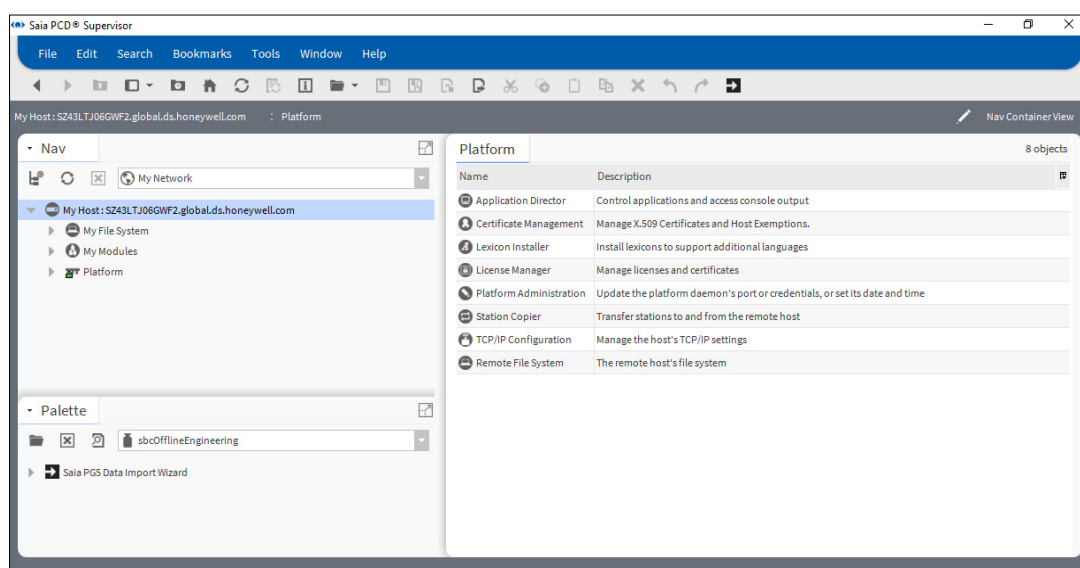 Saia PCD® Supervisor
File Edit Search Bookmarks Tools Window Help
My Host : SZ43LTJ06GWF2.global.ds.honeywell.com : Platform
Nav Container View
Nav
My Network
My Host : SZ43LTJ06GWF2.global.ds.honeywell.com
My File System
My Modules
Platform
Palette
sbcOfflineEngineering
Saia PG5 Data Import Wizard
Platform 8 objects
Name Description
Application Director Control applications and access console output
Certificate Management Manage X.509 Certificates and Host Exemptions.
Lexicon Installer Install lexicons to support additional languages
License Manager Manage licenses and certificates
Platform Administration Update the platform daemon's port or credentials, or set its date and time
Station Copier Transfer stations to and from the remote host
TCP/IP Configuration Manage the host's TCP/IP settings
Remote File System The remote host's file system